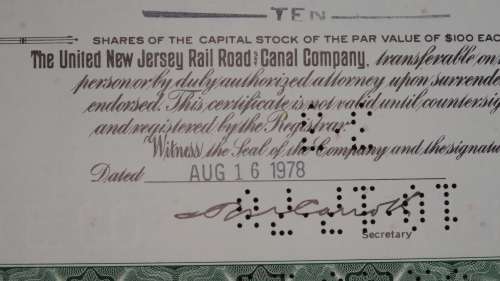 TEN
SHARES OF THE CAPITAL STOCK OF THE PAR VALUE OF $100 EAC
The United New Jersey Rail Road and Canal Company, transferable on
person or by duly authorized attorney upon surrend
endorsed. This certificate is not valid until countersig
and registered by the Registrar.
Witness, the Seal of the Company and the signatu
Dated AUG 16 1978
Secretary